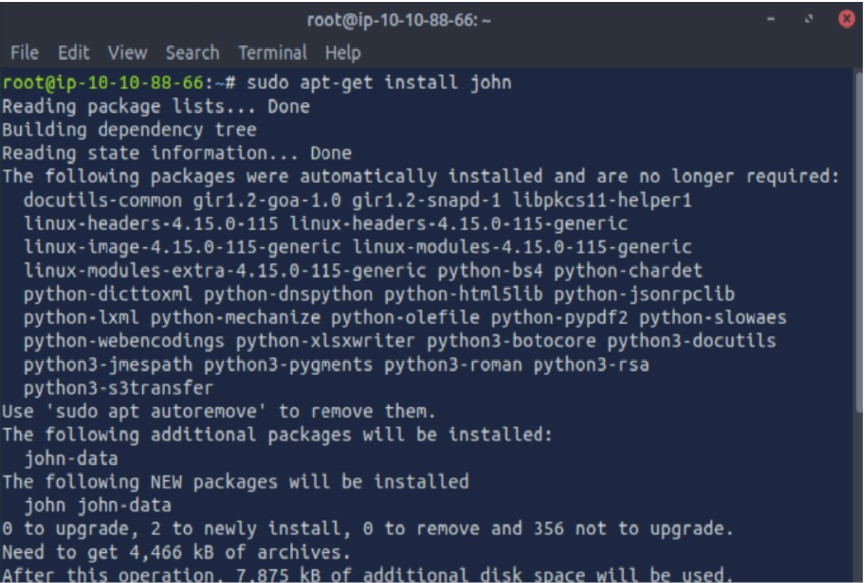 root@ip-10-10-88-66: ~
File Edit View Search Terminal Help
root@ip-10-10-88-66:~# sudo apt-get install john
Reading package lists... Done
Building dependency tree
Reading state information... Done
The following packages were automatically installed and are no longer required:
docutils-common gir1.2-goa-1.0 gir1.2-snapd-1 libpkcs11-helper1
linux-headers-4.15.0-115 linux-headers-4.15.0-115-generic
linux-image-4.15.0-115-generic linux-modules-4.15.0-115-generic
linux-modules-extra-4.15.0-115-generic python-bs4 python-chardet
python-dicttoxml python-dnspython python-html5lib python-jsonrpclib
python-lxml python-mechanize python-olefile python-pypdf2 python-slowaes
python-webencodings python-xlsxwriter python3-botocore python3-docutils
python3-jmespath python3-pygments python3-roman python3-rsa
python3-s3transfer
Use 'sudo apt autoremove' to remove them.
The following additional packages will be installed:
john-data
The following NEW packages will be installed
john john-data
0 to upgrade, 2 to newly install, 0 to remove and 356 not to upgrade.
Need to get 4,466 kB of archives.
After this operation, 7,875 kB of additional disk space will be used.